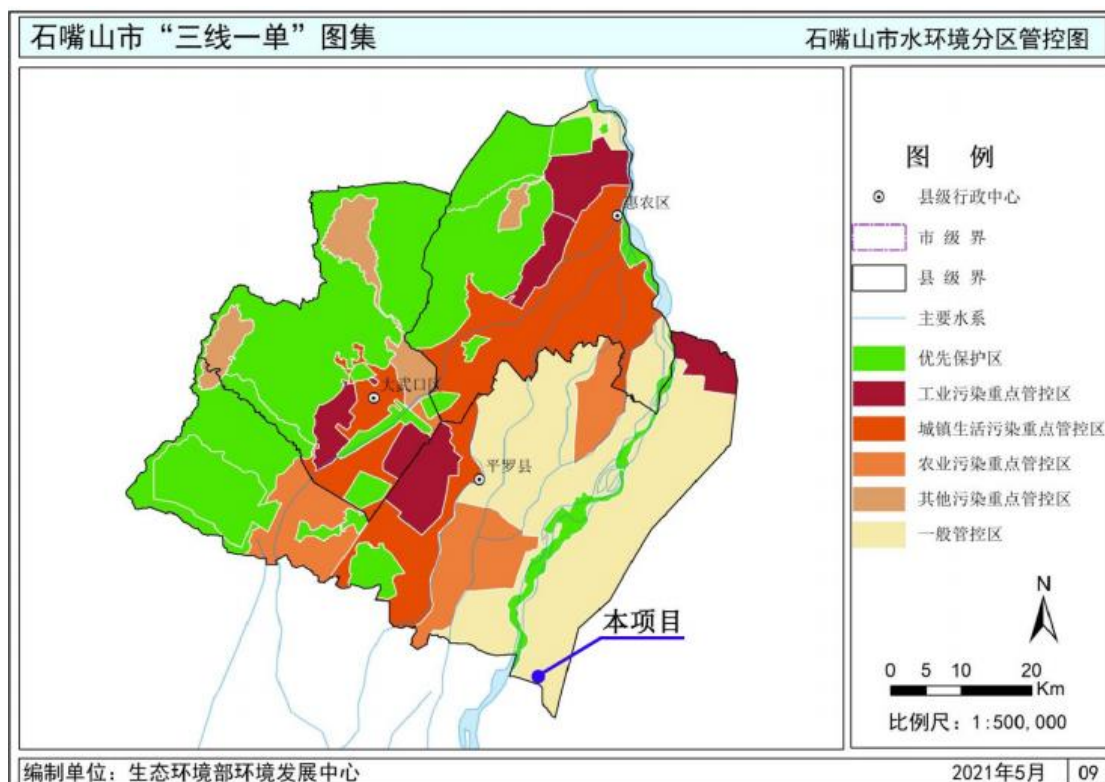 石嘴山市“三线一单”图集
石嘴山市水环境分区管控图
惠农区
大武口区
平罗县
本项目
图 例
县级行政中心
市 级 界
县 级 界
主要水系
优先保护区
工业污染重点管控区
城镇生活污染重点管控区
农业污染重点管控区
其他污染重点管控区
一般管控区
N
0 5 10 20
Km
比例尺：1:500,000
编制单位：生态环境部环境发展中心
2021年5月 09